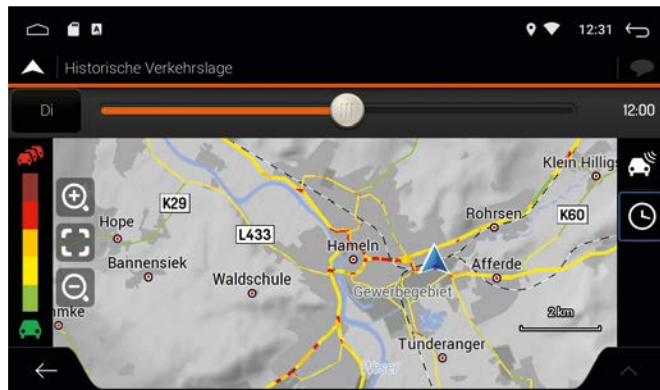 A
12:31
Historische Verkehrslage
Di
12:00
Klein Hillig
K29
Hope
L433
Rohrsen
K60
Hameln
Bannensiek
Afferde
Waldschule
Gewerbegebiet
mke
2 km
Tunderanger
Weser